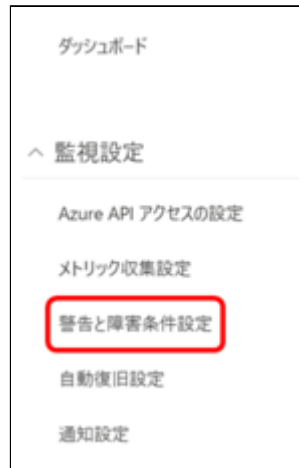 ダッシュボード
監視設定
Azure API アクセスの設定
メトリック収集設定
警告と障害条件設定
自動復旧設定
通知設定